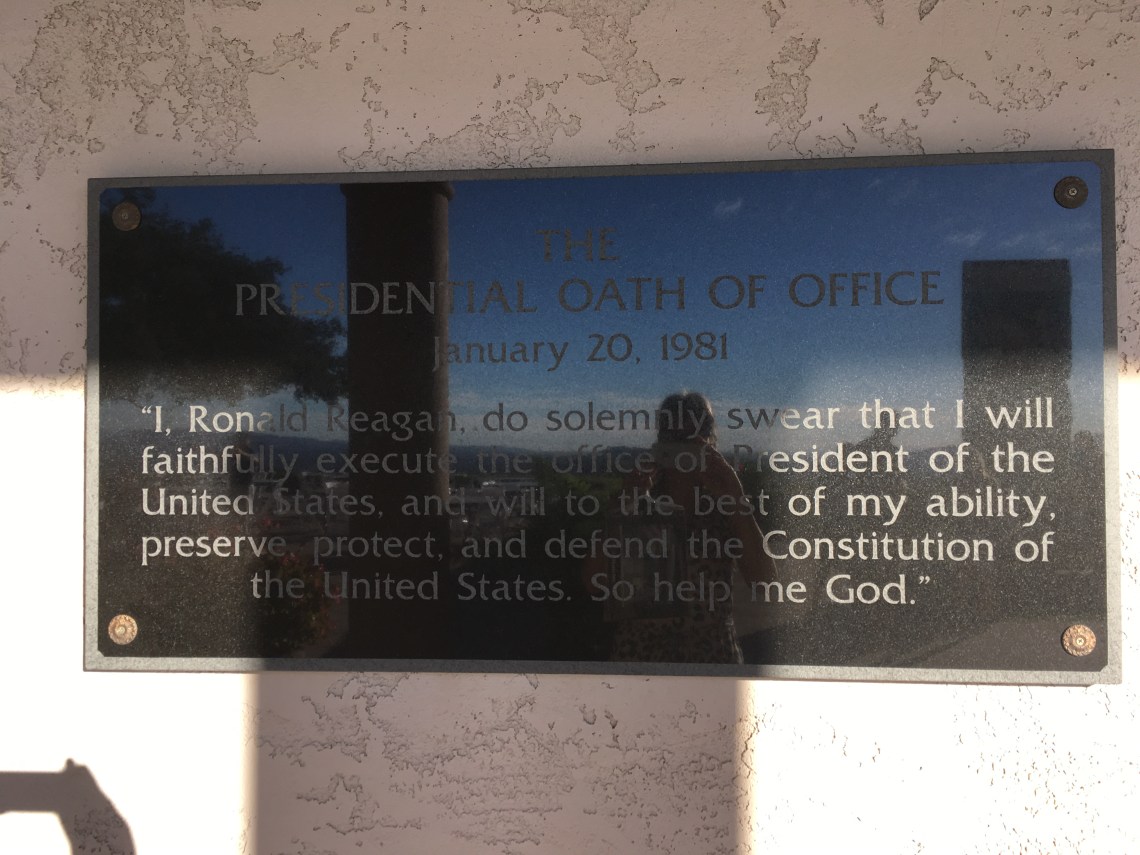 THE
PRESIDENTIAL OATH OF OFFICE
January 20, 1981
“I, Ronald Reagan, do solemnly swear that I will
faithfully execute the office of President of the
United States, and will to the best of my ability,
preserve, protect, and defend the Constitution of
the United States. So help me God.”